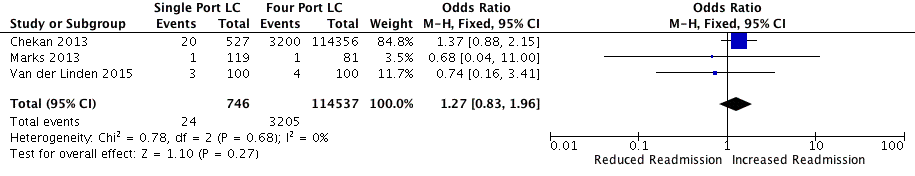 Single Port LC Four Port LC Odds Ratio Odds Ratio
Study or Subgroup Events Total Events Total Weight M-H, Fixed, 95% CI M-H, Fixed, 95% CI
Chekan 2013 20 527 3200 114356 84.8% 1.37 [0.88, 2.15]
Marks 2013 1 119 1 81 3.5% 0.68 [0.04, 11.00]
Van der Linden 2015 3 100 4 100 11.7% 0.74 [0.16, 3.41]
Total (95% CI) 746 114537 100.0% 1.27 [0.83, 1.96]
Total events 24 3205
Heterogeneity: Chi² = 0.78, df = 2 (P = 0.68); I² = 0%
Test for overall effect: Z = 1.10 (P = 0.27)
0.01 0.1 1 10 100
Reduced Readmission Increased Readmission